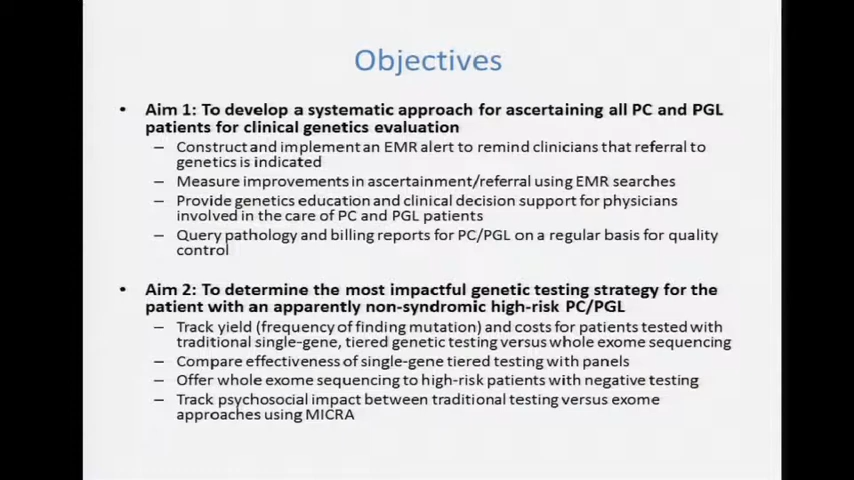 Objectives
• Aim 1: To develop a systematic approach for ascertaining all PC and PGL
patients for clinical genetics evaluation
– Construct and implement an EMR alert to remind clinicians that referral to
genetics is indicated
– Measure improvements in ascertainment/referral using EMR searches
– Provide genetics education and clinical decision support for physicians
involved in the care of PC and PGL patients
– Query pathology and billing reports for PC/PGL on a regular basis for quality
control
• Aim 2: To determine the most impactful genetic testing strategy for the
patient with an apparently non-syndromic high-risk PC/PGL
– Track yield (frequency of finding mutation) and costs for patients tested with
traditional single-gene, tiered genetic testing versus whole exome sequencing
– Compare effectiveness of single-gene tiered testing with panels
– Offer whole exome sequencing to high-risk patients with negative testing
– Track psychosocial impact between traditional testing versus exome
approaches using MICRA